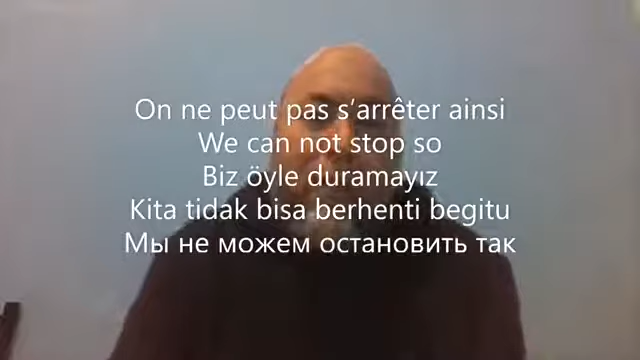 On ne peut pas s'arrêter ainsi
We can not stop so
Biz öyle duramayız
Kita tidak bisa berhenti begitu
Мы не можем остановить так